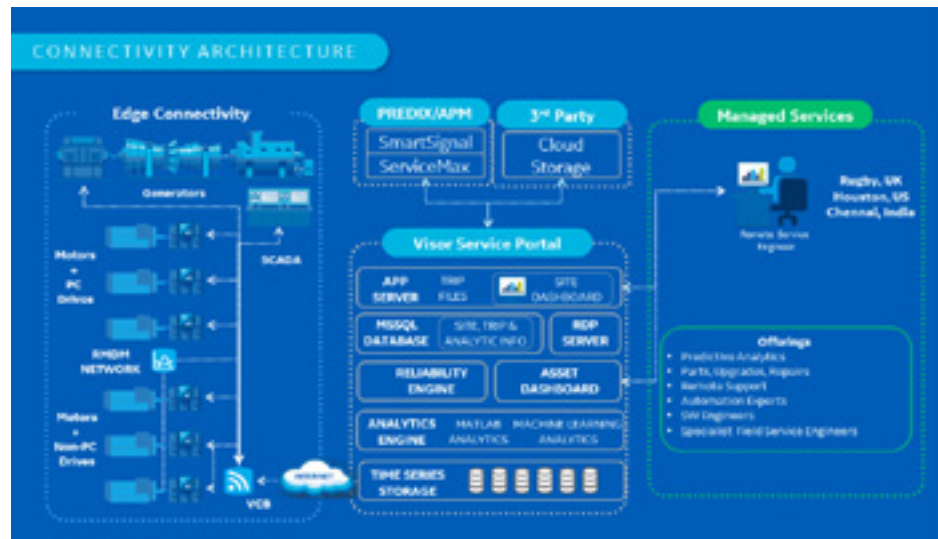 CONNECTIVITY ARCHITECTURE
Edge Connectivity
Generators
SCADA
Motors
+
PC
Drives
RMDM
NETWORK
Motors
+
Non-PC
Drives
VCB
INTERNET
PREDIX/APM
SmartSignal
ServiceMax
3rd Party
Cloud
Storage
Visor Service Portal
APP
SERVER
TRIP
FILES
SITE
DASHBOARD
MSSQL
DATABASE
SITE, TRIP &
ANALYTIC INFO
RDP
SERVER
RELIABILITY
ENGINE
ASSET
DASHBOARD
ANALYTICS
ENGINE
MATLAB
ANALYTICS
MACHINE LEARNING
ANALYTICS
TIME SERIES
STORAGE
Managed Services
Rugby, UK
Houston, US
Chennai, India
Remote Service
Engineer
Offerings
• Predictive Analytics
• Parts, Upgrades, Repairs
• Remote Support
• Automation Experts
• SW Engineers
• Specialist Field Service Engineers